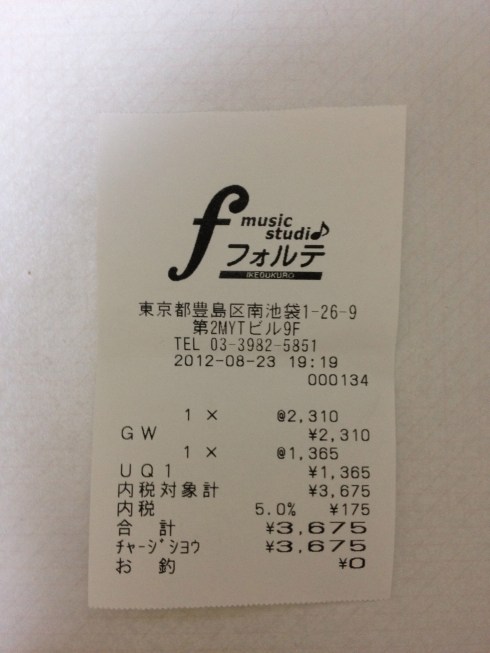 f music
studio
フォルテ
IKEBUKURO
東京都豊島区南池袋1-26-9
第2MYTビル9F
TEL 03-3982-5851
2012-08-23 19:19
000134
1 × @2,310
GW ¥2,310
1 × @1,365
UQ1 ¥1,365
内税対象計 ¥3,675
内税 5.0% ¥175
合 計 ¥3,675
ﾁｬｰｼﾞｼﾖｳ ¥3,675
お 釣 ¥0